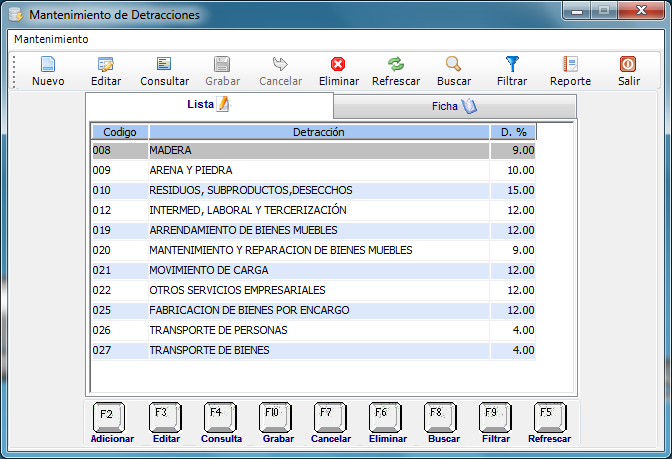 Mantenimiento de Detracciones
Mantenimiento
Nuevo Editar Consultar Grabar Cancelar Eliminar Refrescar Buscar Filtrar Reporte Salir
Lista Ficha
Codigo Detracción D. %
008 MADERA 9.00
009 ARENA Y PIEDRA 10.00
010 RESIDUOS, SUBPRODUCTOS,DESECCHOS 15.00
012 INTERMED, LABORAL Y TERCERIZACIÓN 12.00
019 ARRENDAMIENTO DE BIENES MUEBLES 12.00
020 MANTENIMIENTO Y REPARACION DE BIENES MUEBLES 9.00
021 MOVIMIENTO DE CARGA 12.00
022 OTROS SERVICIOS EMPRESARIALES 12.00
025 FABRICACION DE BIENES POR ENCARGO 12.00
026 TRANSPORTE DE PERSONAS 4.00
027 TRANSPORTE DE BIENES 4.00
F2 F3 F4 F10 F7 F6 F8 F9 F5
Adicionar Editar Consulta Grabar Cancelar Eliminar Buscar Filtrar Refrescar